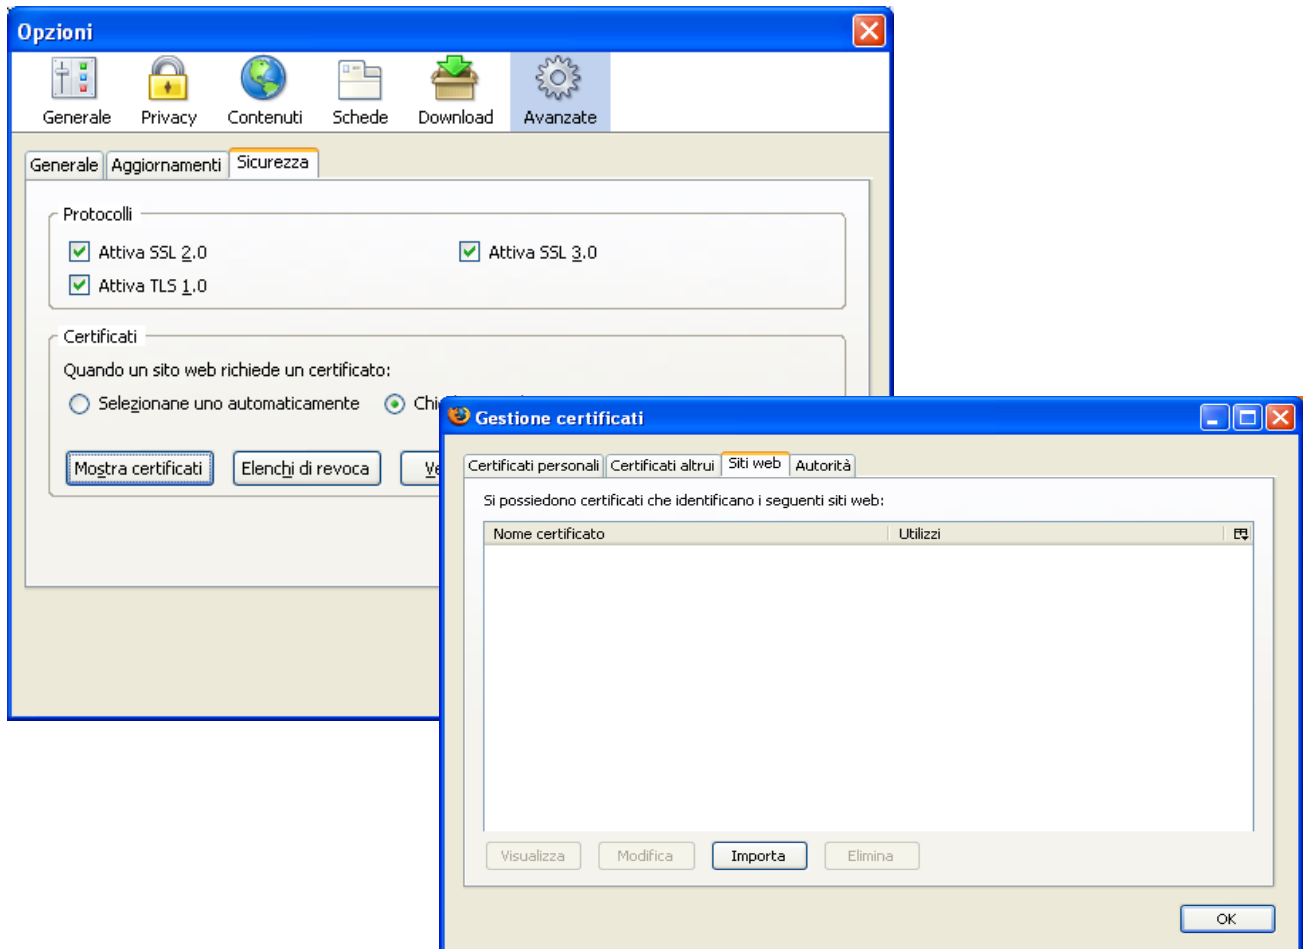 Opzioni
Generale Privacy Contenuti Schede Download Avanzate
Generale Aggiornamenti Sicurezza
Protocolli
Attiva SSL 2.0 Attiva SSL 3.0
Attiva TLS 1.0
Certificati
Quando un sito web richiede un certificato:
Selezionane uno automaticamente
Mostra certificati Elenchi di revoca
Gestione certificati
Certificati personali Certificati altrui Siti web Autorità
Si possiedono certificati che identificano i seguenti siti web:
Nome certificato Utilizzi
Visualizza Modifica Importa Elimina
OK